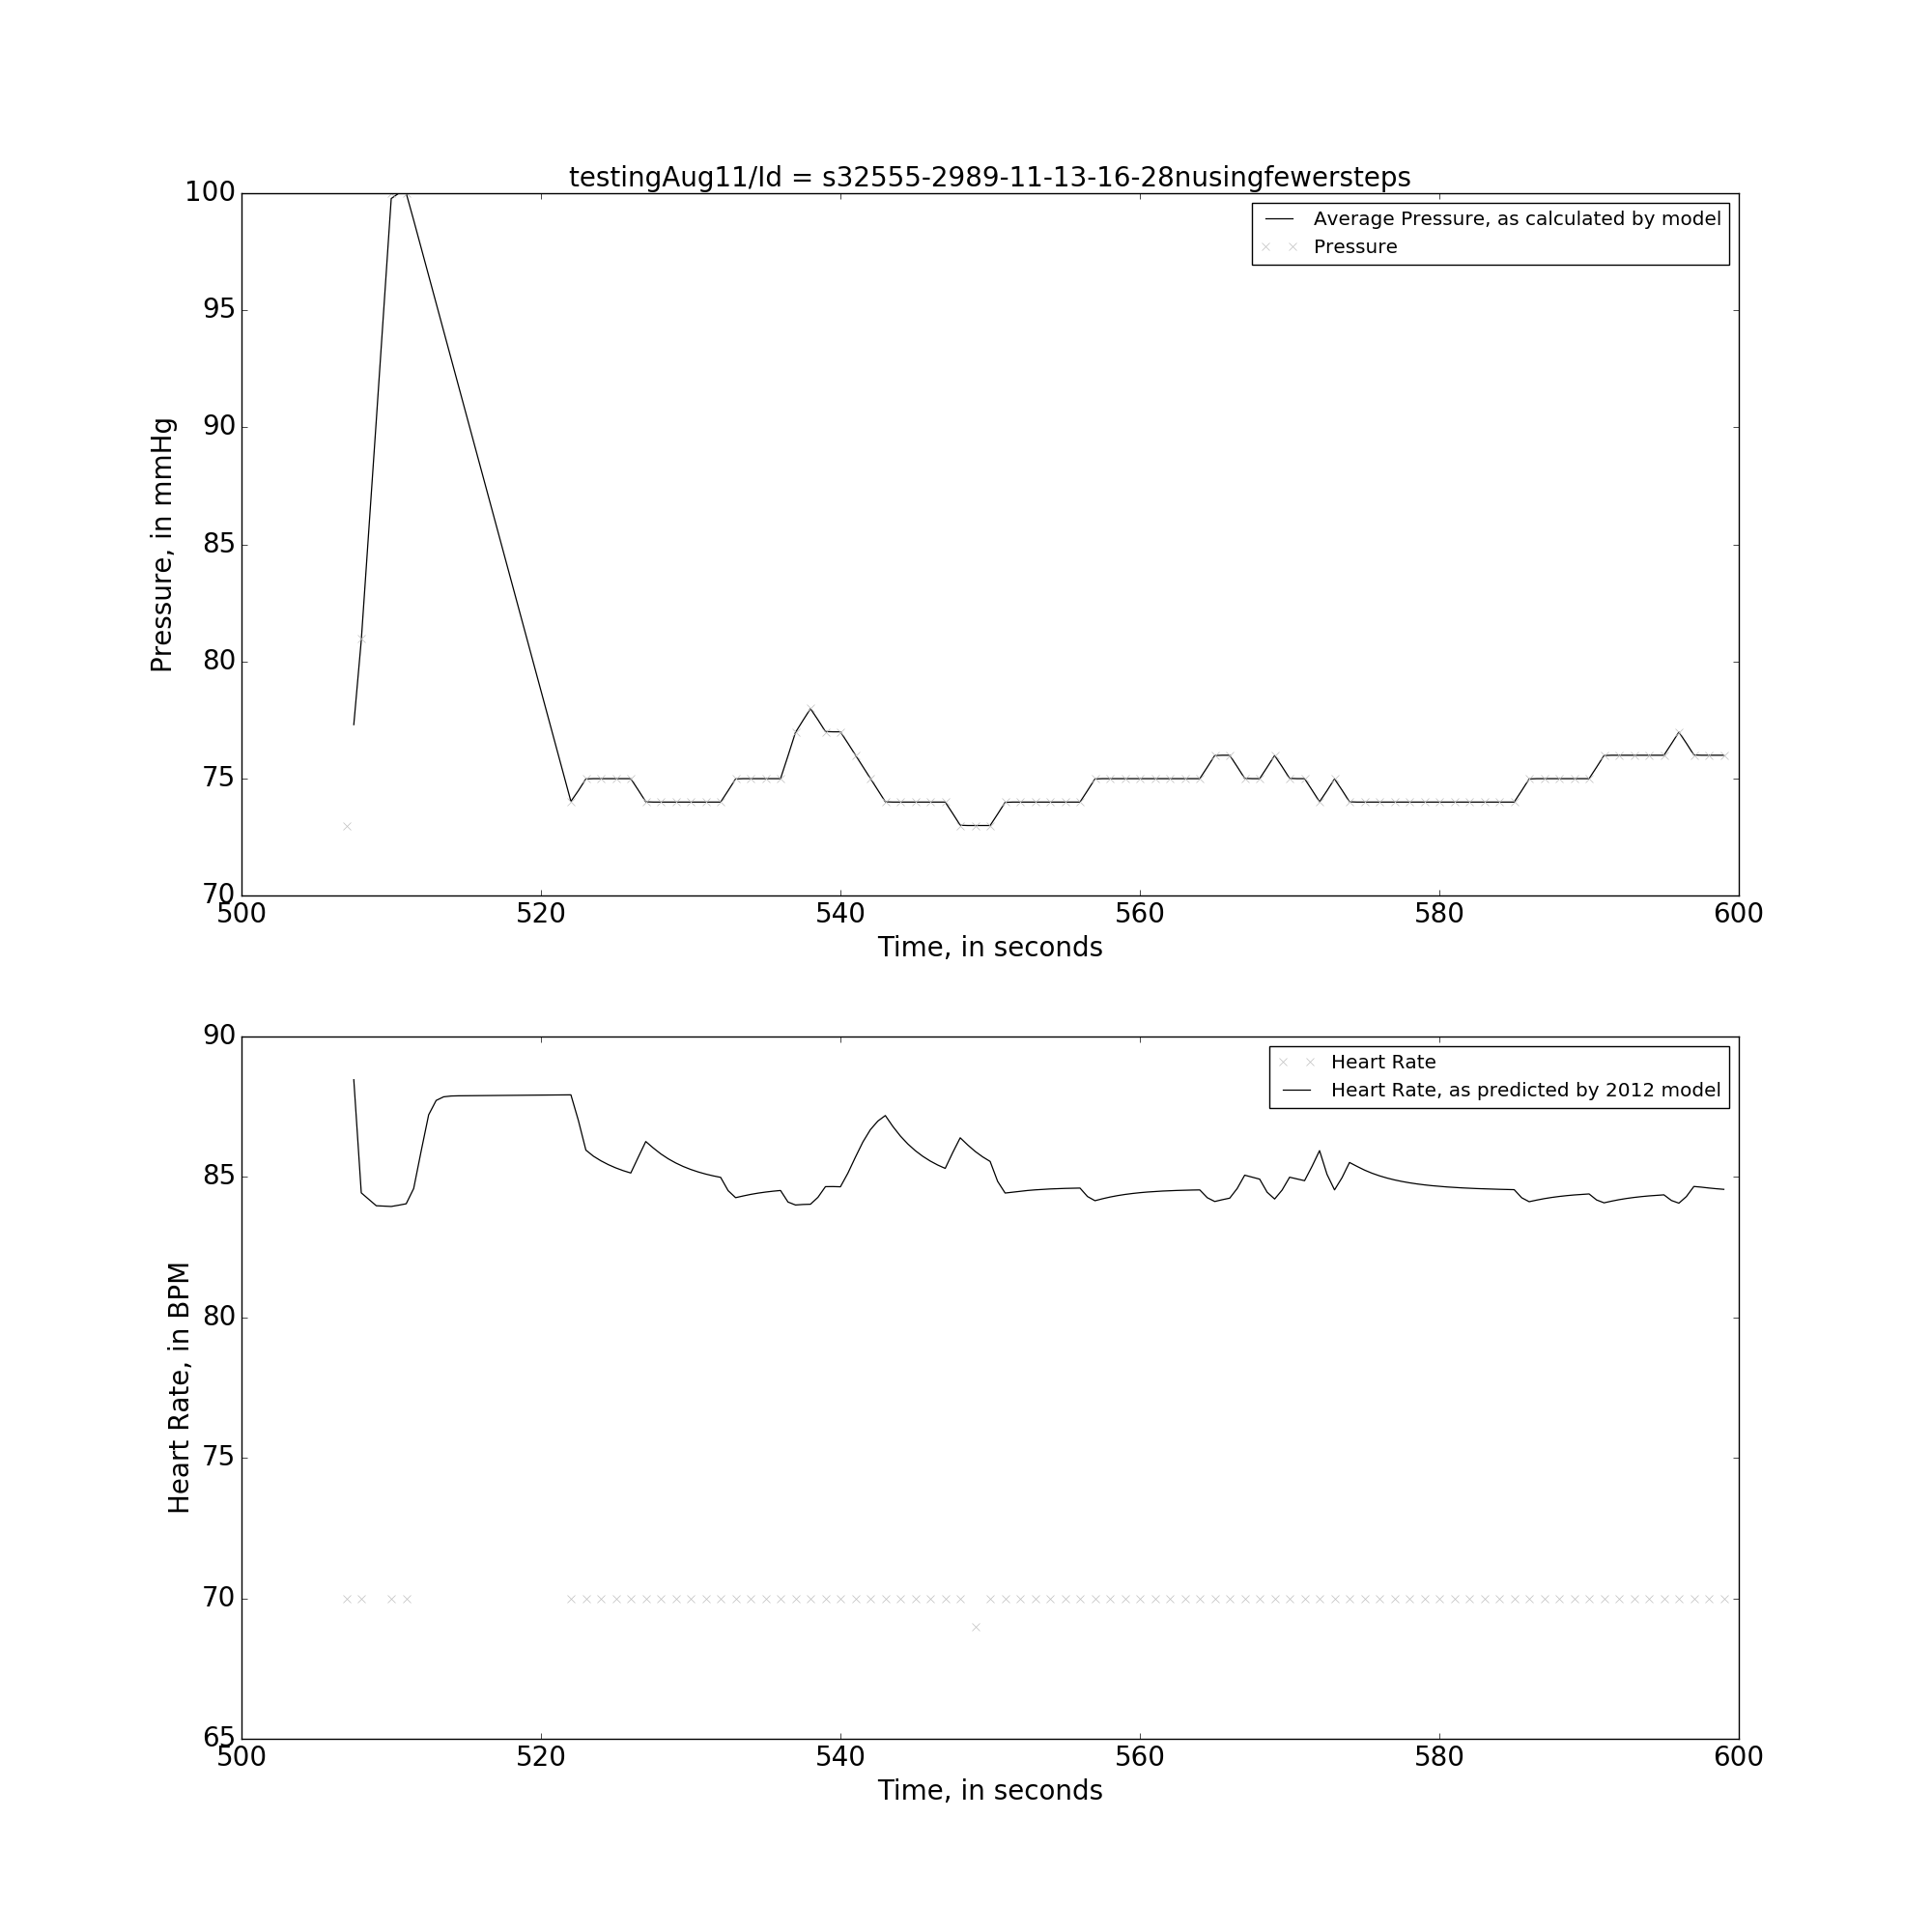 testingAug11/Id = s32555-2989-11-13-16-28nusingfewersteps
100
95
90
85
80
75
70
Pressure, in mmHg
Average Pressure, as calculated by model
Pressure
500 520 540 560 580 600
Time, in seconds
90
85
80
75
70
65
Heart Rate, in BPM
Heart Rate
Heart Rate, as predicted by 2012 model
500 520 540 560 580 600
Time, in seconds